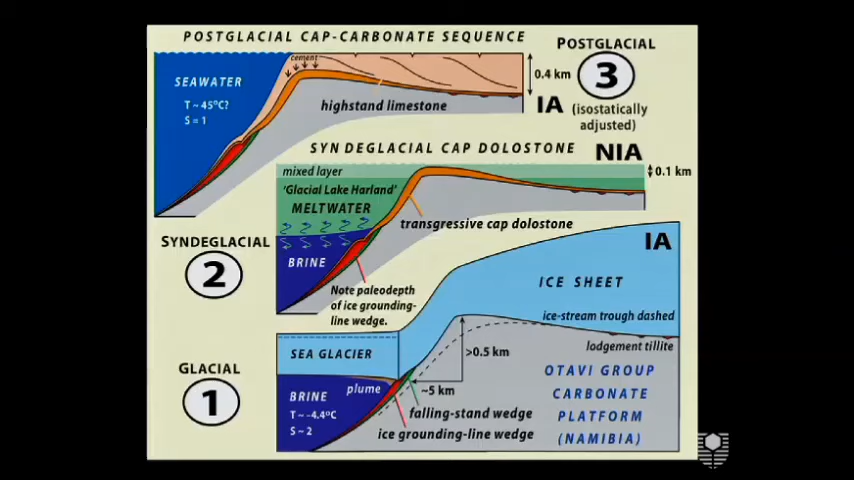 POSTGLACIAL CAP-CARBONATE SEQUENCE
POSTGLACIAL
3
(isostatically
adjusted)
cement
SEAWATER
T ~ 45°C?
S = 1
highstand limestone
0.4 km
IA
SYNDEGLACIAL CAP DOLOSTONE
NIA
mixed layer
0.1 km
'Glacial Lake Harland'
MELTWATER
transgressive cap dolostone
SYNDEGLACIAL
2
BRINE
Note paleodepth
of ice grounding-
line wedge.
IA
ICE SHEET
ice-stream trough dashed
lodgement tillite
SEA GLACIER
>0.5 km
GLACIAL
1
plume
~5 km
BRINE
T ~ -4.4°C
S ~ 2
falling-stand wedge
ice grounding-line wedge
OTAVI GROUP
CARBONATE
PLATFORM
(NAMIBIA)